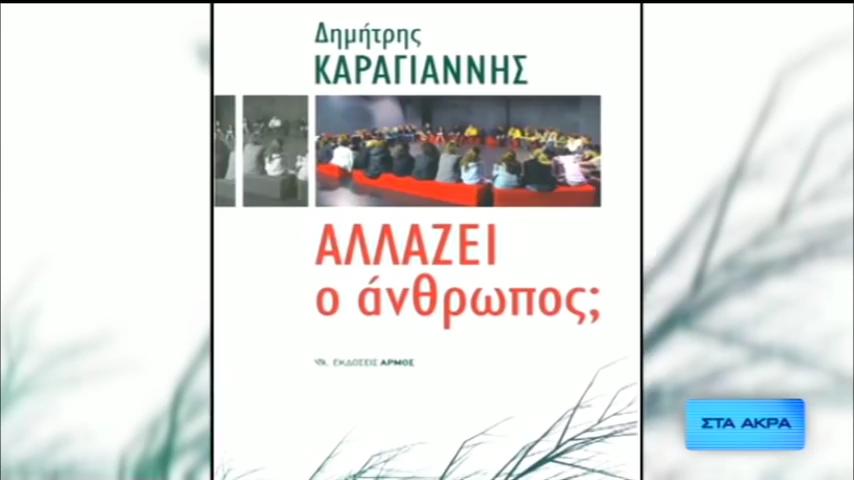 Δημήτρης
ΚΑΡΑΓΙΑΝΝΗΣ
ΑΛΛΑΖΕΙ
ο άνθρωπος;
ΕΚΔΟΣΕΙΣ ΑΡΜΟΣ
ΣΤΑ ΑΚΡΑ